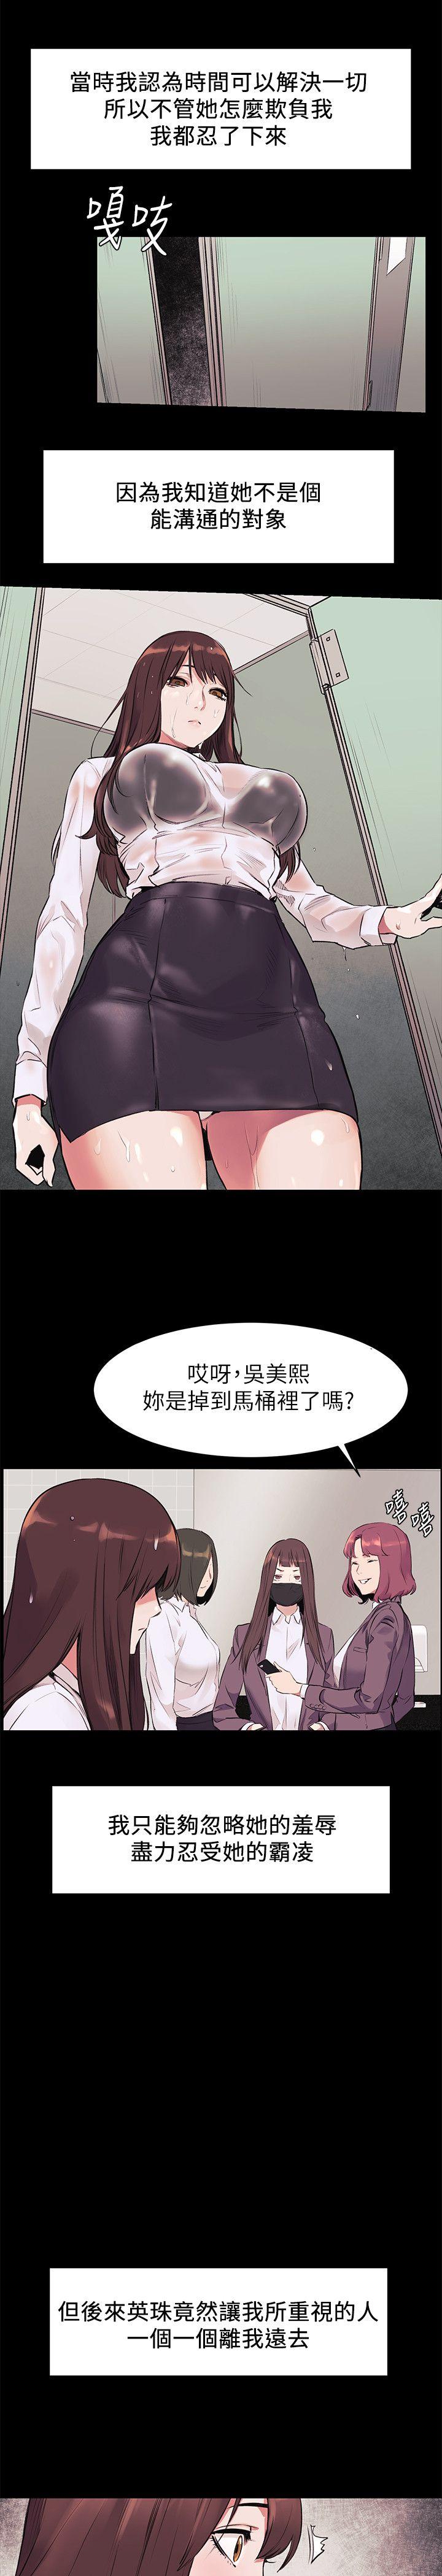 當時我認為時間可以解決一切
所以不管她怎麼欺負我
我都忍了下來
嘎吱
因為我知道她不是個
能溝通的對象
哎呀，吳美熙
妳是掉到馬桶裡了嗎?
嘻嘻
我只能夠忽略她的羞辱
盡力忍受她的霸凌
但後來英珠竟然讓我所重視的人
一個一個離我遠去